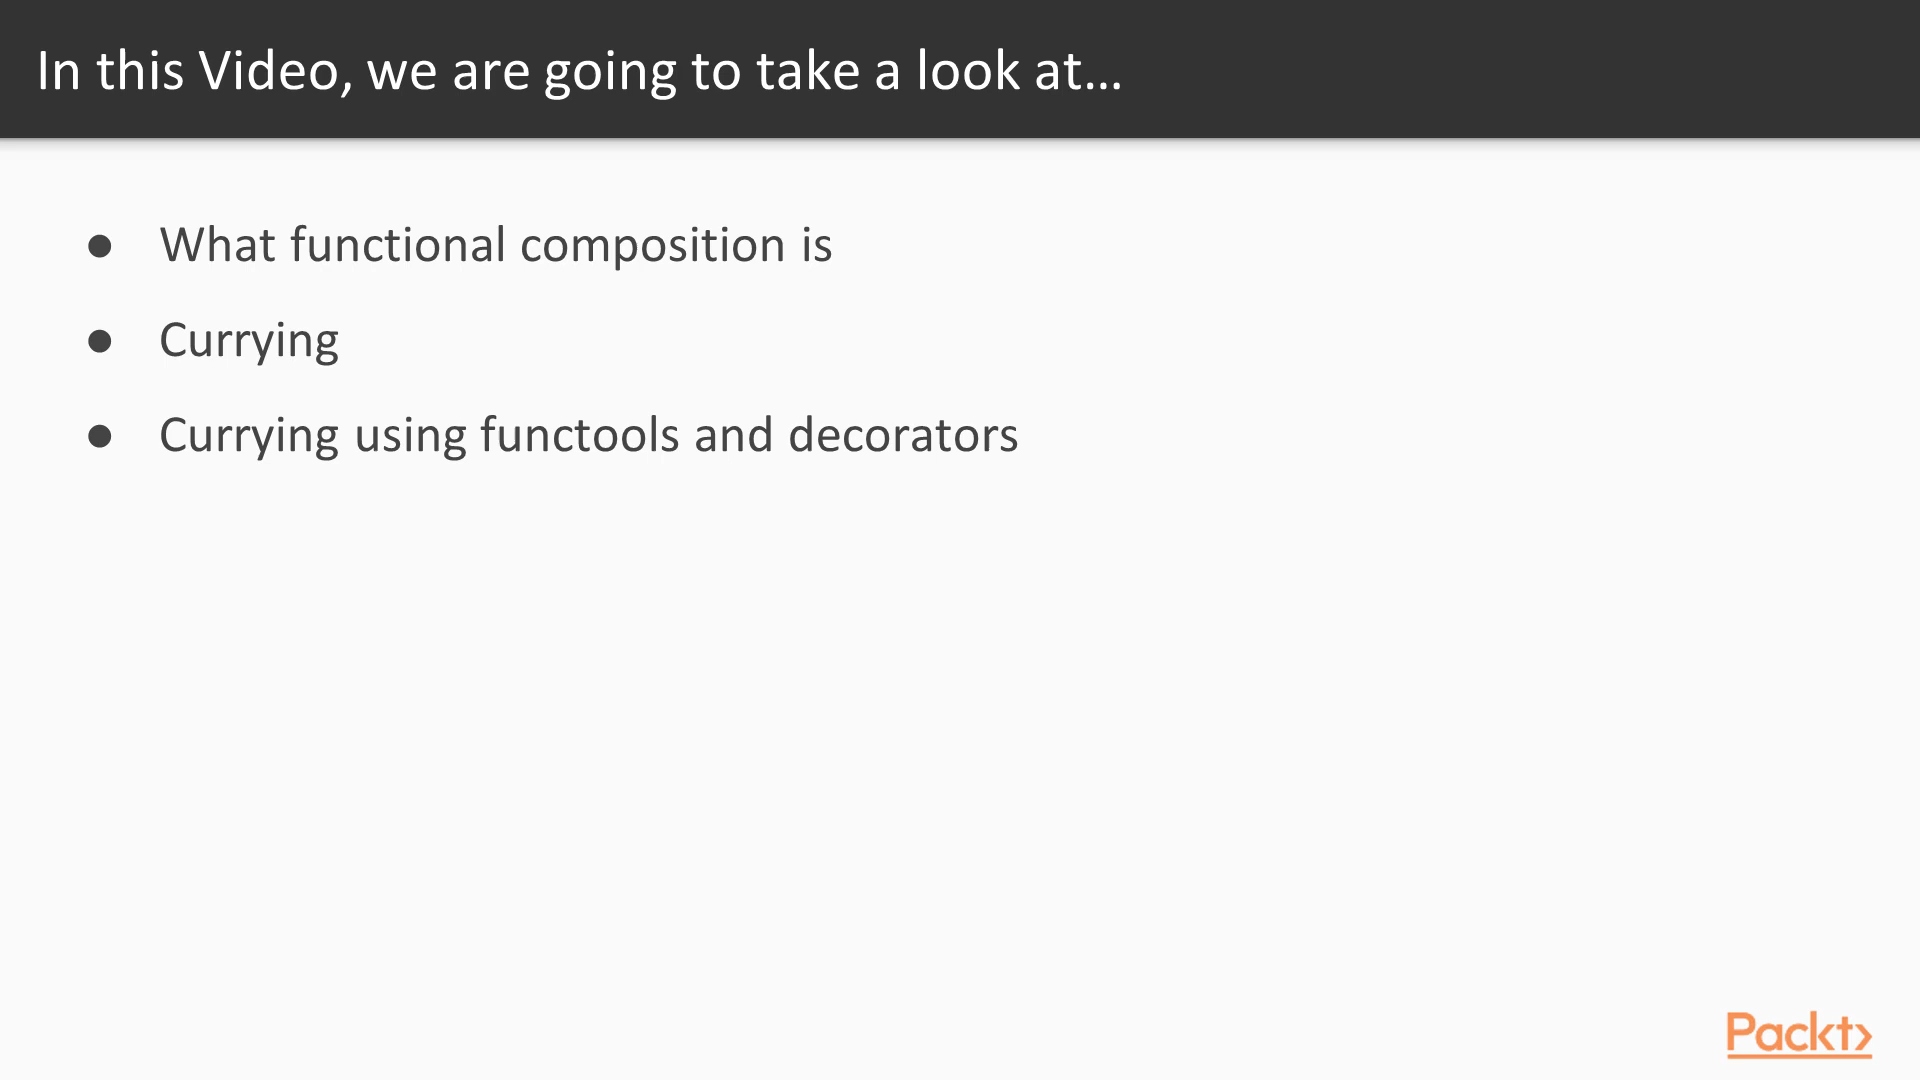 In this Video, we are going to take a look at...
● What functional composition is
● Currying
● Currying using functools and decorators
Packt>